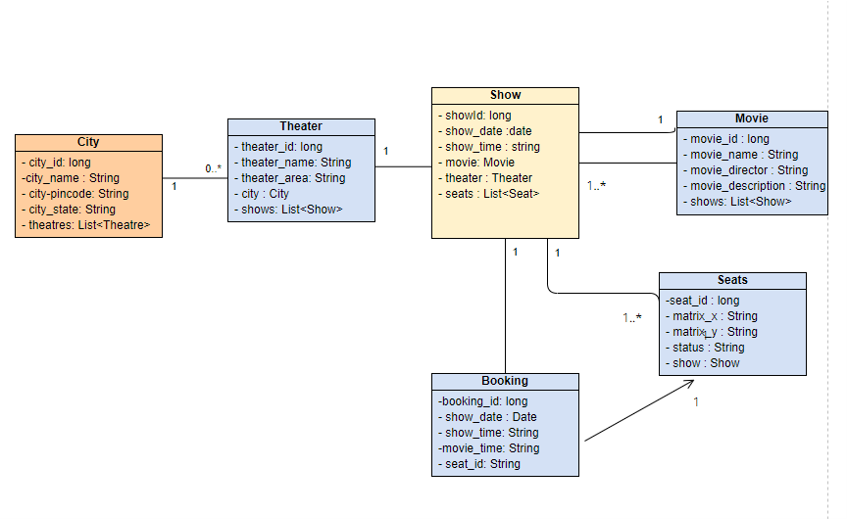 City
- city_id: long
-city_name : String
- city-pincode: String
- city_state: String
- theatres: List<Theatre>
1
0..*
Theater
- theater_id: long
- theater_name: String
- theater_area: String
- city : City
- shows: List<Show>
1
Show
- showId: long
- show_date :date
- show_time : string
- movie: Movie
- theater : Theater
- seats : List<Seat>
1
1..*
Movie
- movie_id : long
- movie_name : String
- movie_director : String
- movie_description : String
- shows: List<Show>
1
1
1..*
Seats
-seat_id : long
- matrix_x : String
- matrix_y : String
- status : String
- show : Show
Booking
-booking_id: long
- show_date : Date
- show_time: String
-movie_time: String
- seat_id: String
1